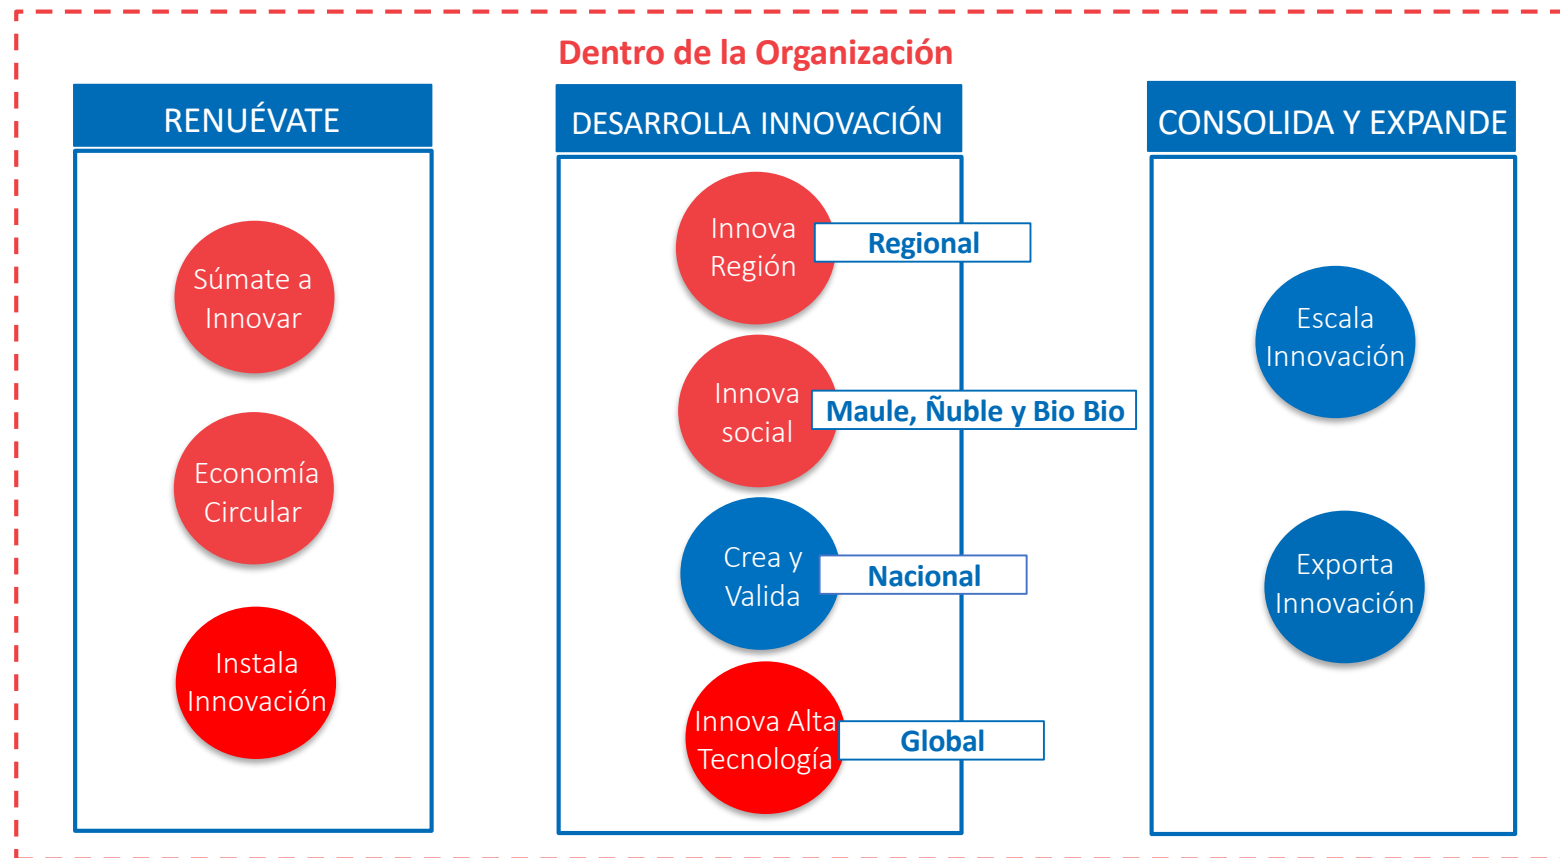 Dentro de la Organización
RENUÉVATE
Súmate a
Innovar
Economía
Circular
Instala
Innovación
DESARROLLA INNOVACIÓN
Innova
Región
Regional
Innova
social
Maule, Ñuble y Bio Bio
Crea y
Valida
Nacional
Innova Alta
Tecnología
Global
CONSOLIDA Y EXPANDE
Escala
Innovación
Exporta
Innovación